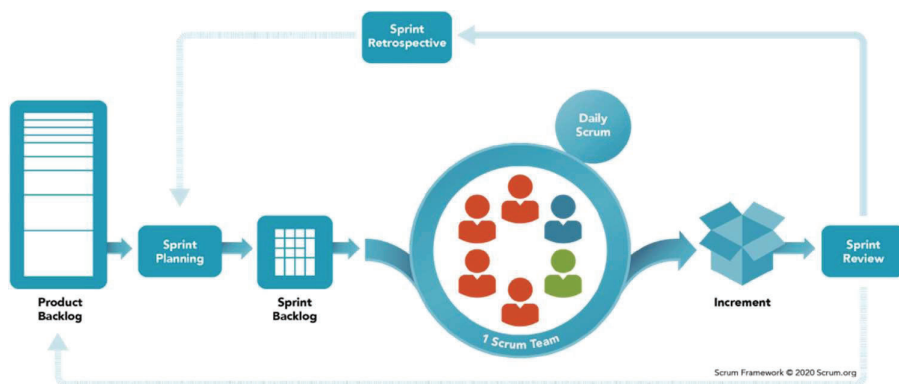 Sprint
Retrospective
Daily
Scrum
Sprint
Planning
Sprint
Review
Product
Backlog
Sprint
Backlog
1 Scrum Team
Increment
Scrum Framework © 2020 Scrum.org